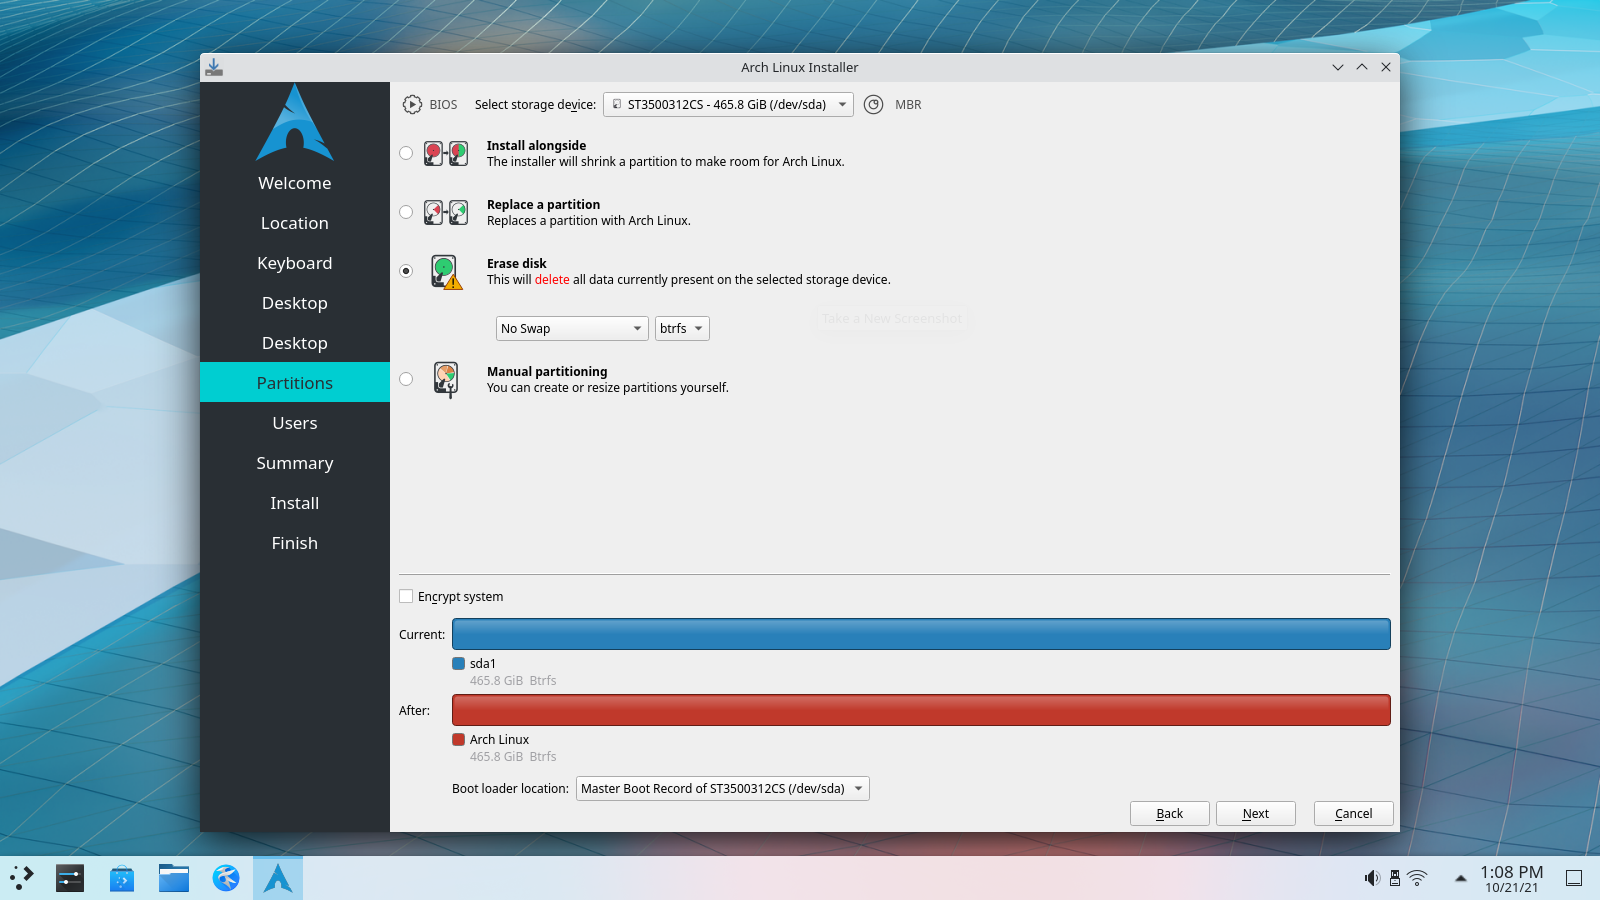 Arch Linux Installer
BIOS Select storage device: ST3500312CS - 465.8 GiB (/dev/sda) MBR
Welcome
Location
Keyboard
Desktop
Desktop
Partitions
Users
Summary
Install
Finish
Install alongside
The installer will shrink a partition to make room for Arch Linux.
Replace a partition
Replaces a partition with Arch Linux.
Erase disk
This will delete all data currently present on the selected storage device.
Take a New Screenshot
No Swap btrfs
Manual partitioning
You can create or resize partitions yourself.
Encrypt system
Current:
sda1
465.8 GiB Btrfs
After:
Arch Linux
465.8 GiB Btrfs
Boot loader location: Master Boot Record of ST3500312CS (/dev/sda)
Back Next Cancel
1:08 PM
10/21/21